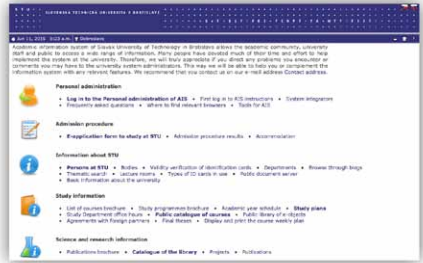 S T U
SLOVENSKÁ TECHNICKÁ UNIVERZITA V BRATISLAVE
Jun 11, 2010 9:23 a.m. Dobrotkova
Academic information system of Slovak University of Technology in Bratislava allows the academic community, university
staff and public to access a wide range of information. Many people have devoted much of their time and effort to help
implement the system at the university. Therefore, we will truly appreciate if you direct any problems you encounter or
comments you may have to the university system administrators. This way we will be able to help you or complement the
information system with any relevant features. We recommend that you contact us our e-mail address Contact address.
Personal administration
• Log in to the Personal administration of AIS • First log in to AIS instructions • System integrators
• Frequently asked questions • Where to find relevant browsers • Tools for AIS
Admission procedure
• E-application form to study at STU • Admission procedure results • Accommodation
Information about STU
• Persons at STU • Bodies • Validity verification of identification cards • Departments • Browse through blogs
• Thematic search • Lecture rooms • Types of ID cards in use • Public document server
• Basic information about the university
Study information
• List of courses brochure • Study programmes brochure • Academic year schedule • Study plans
• Study Department office hours • Public catalogue of courses • Public library of e-objects
• Agreements with foreign partners • Final theses • Display and print the course weekly plan
Science and research information
• Publications brochure • Catalogue of the library • Projects • Publications